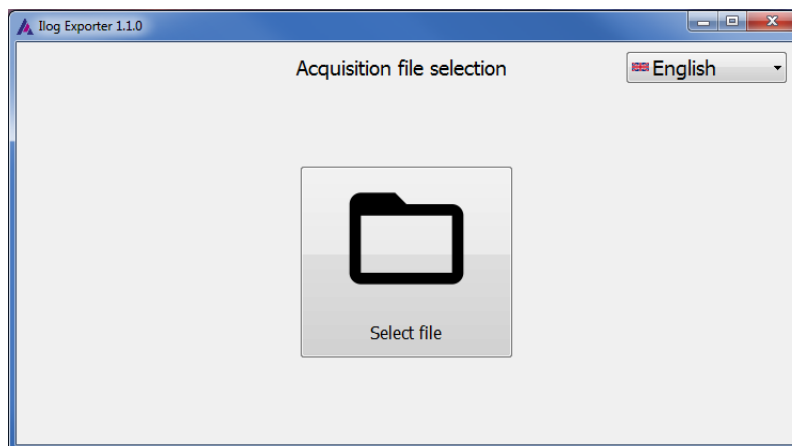 Ilog Exporter 1.1.0
Acquisition file selection
English
Select file